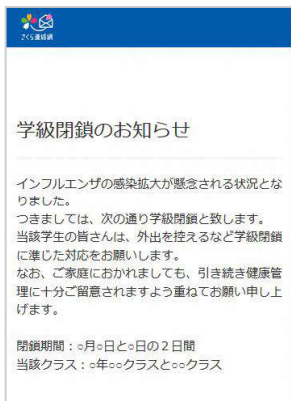 さくら連絡網
学級閉鎖のお知らせ
インフルエンザの感染拡大が懸念される状況とな
りました。
つきましては、次の通り学級閉鎖と致します。
当該学生の皆さんは、外出を控えるなど学級閉鎖
に準じた対応をお願いします。
なお、ご家庭におかれましても、引き続き健康管
理に十分ご留意されますよう重ねてお願い申し上
げます。
閉鎖期間：○月○日と○日の２日間
当該クラス：○年○○クラスと○○クラス